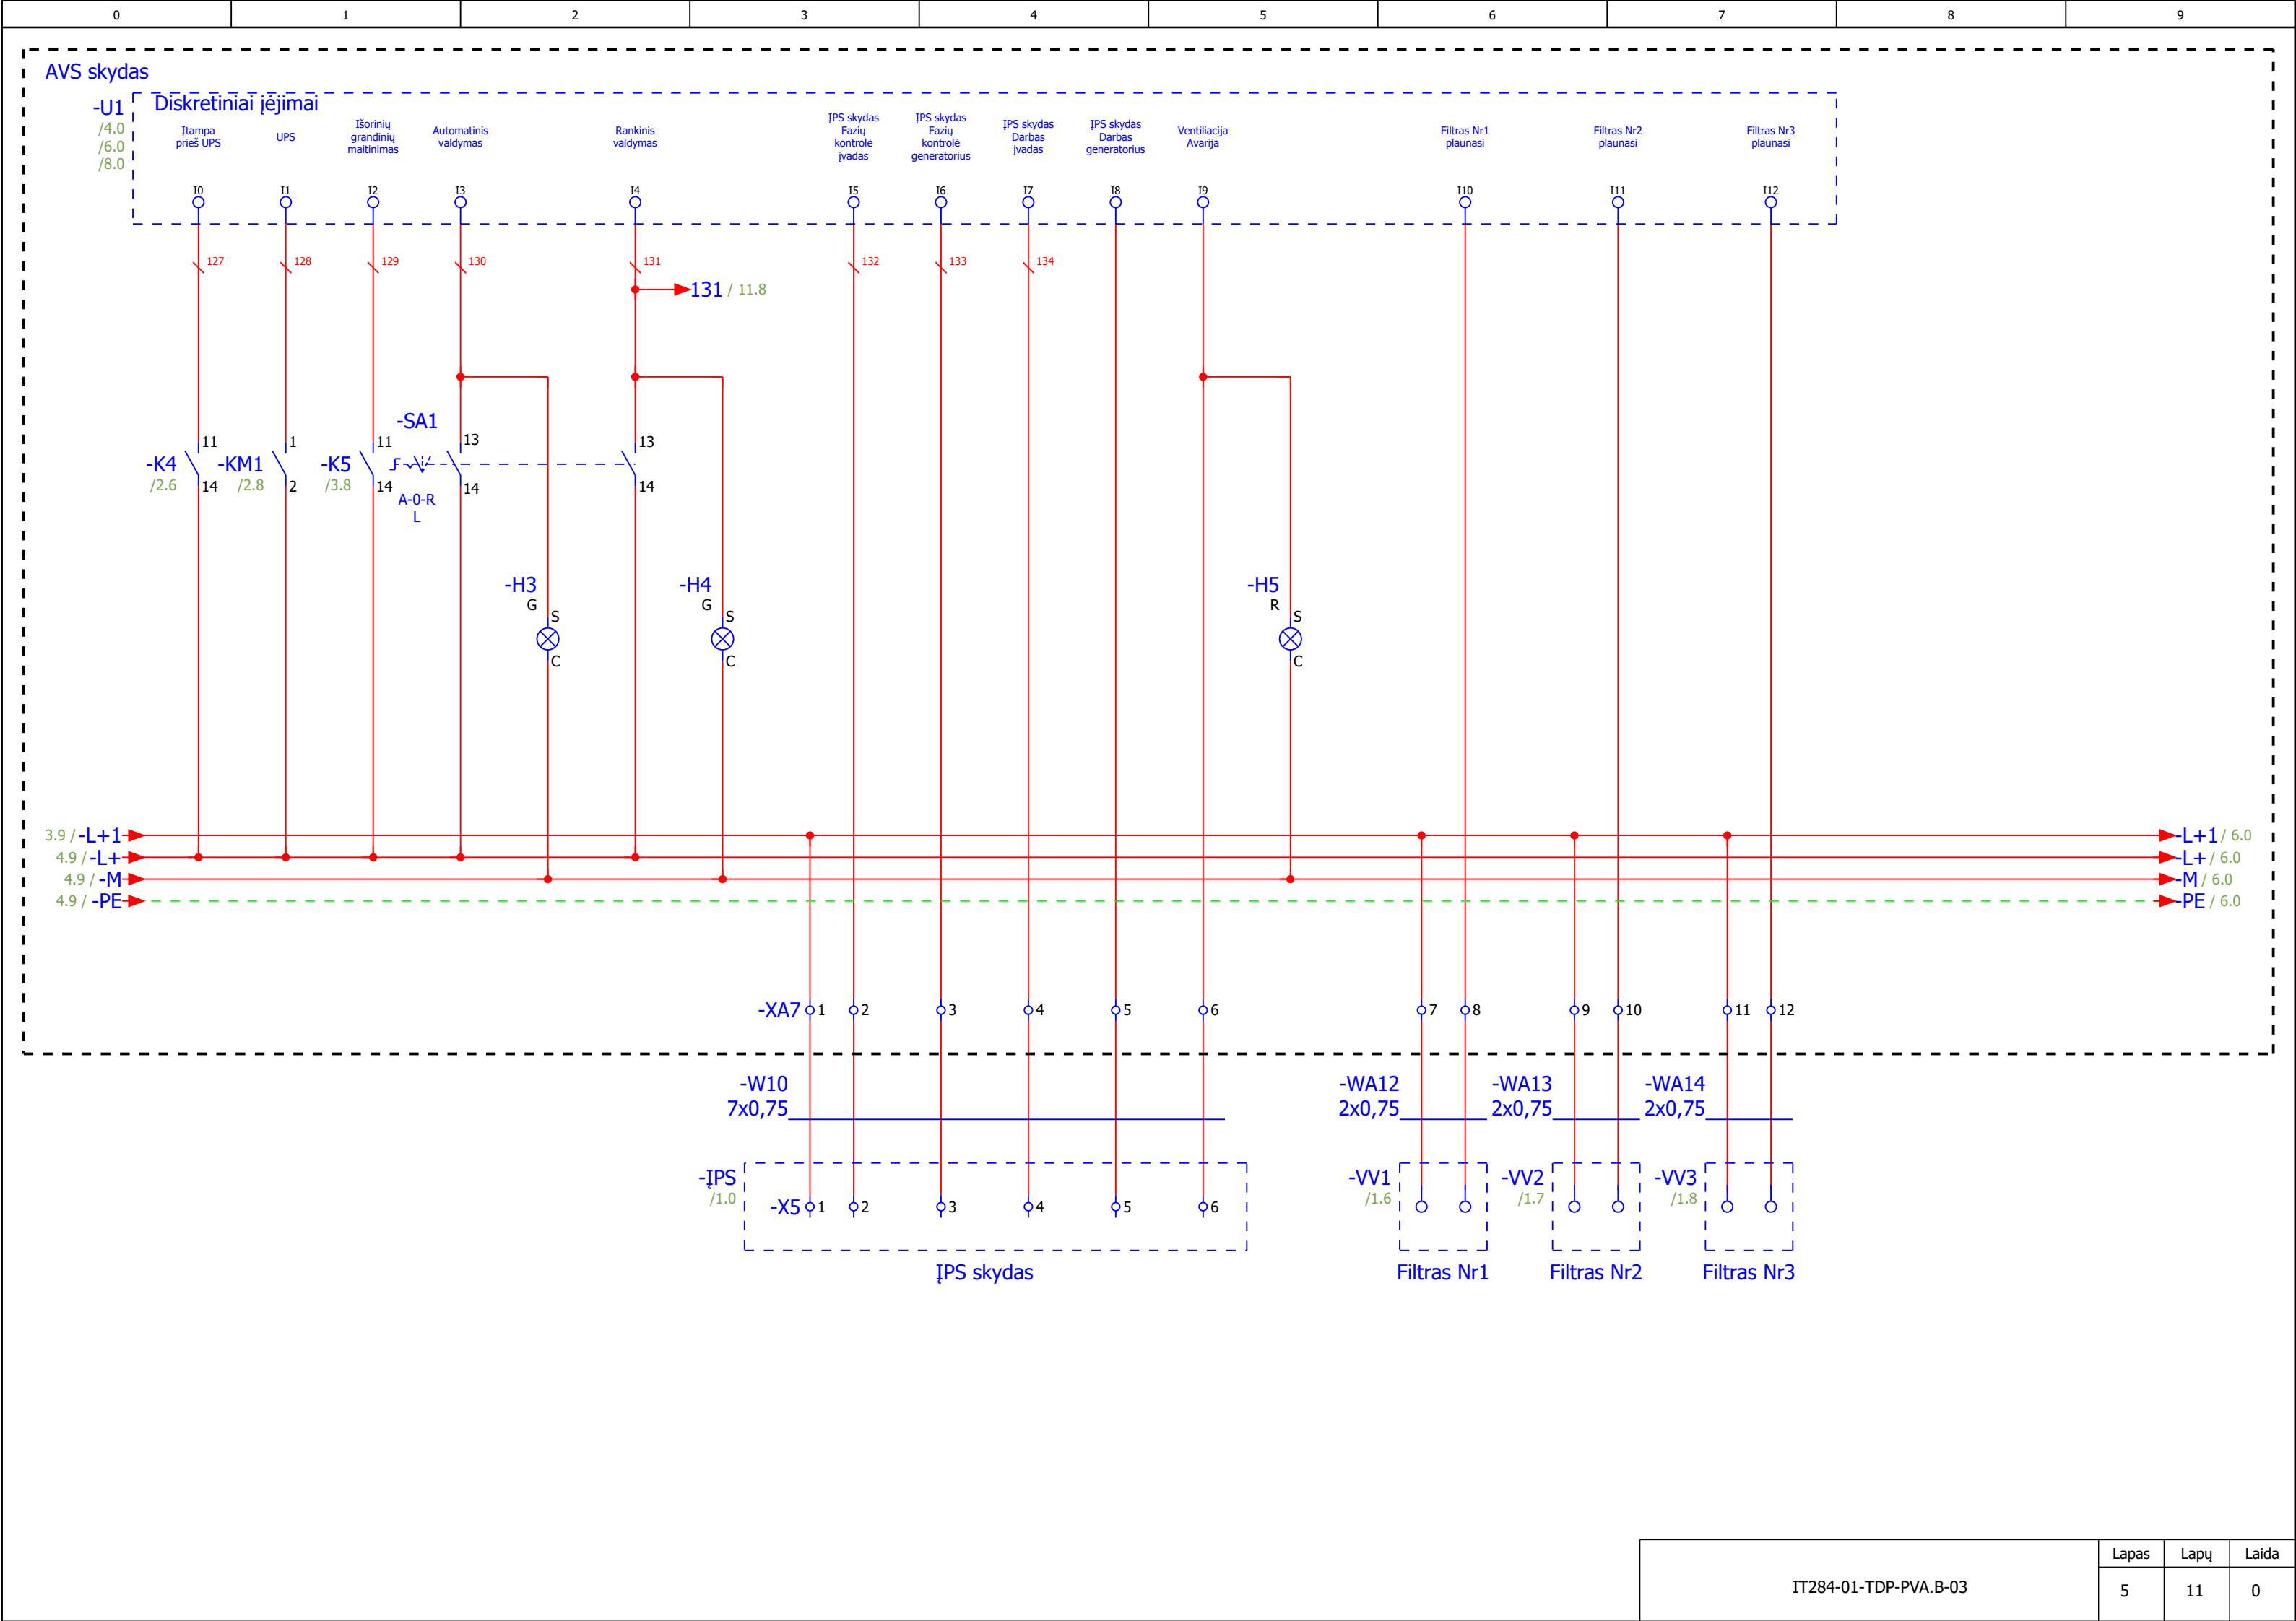 0 1 2 3 4 5 6 7 8 9
AVS skydas
-U1
/4.0
/6.0
/8.0
Diskretiniai įėjimai
Įtampa
prieš UPS
UPS
Išorinių
grandinių
maitinimas
Automatinis
valdymas
Rankinis
valdymas
ĮPS skydas
Fazių
kontrolė
įvadas
ĮPS skydas
Fazių
kontrolė
generatorius
ĮPS skydas
Darbas
įvadas
ĮPS skydas
Darbas
generatorius
Ventiliacija
Avarija
Filtras Nr1
plaunasi
Filtras Nr2
plaunasi
Filtras Nr3
plaunasi
I0 I1 I2 I3 I4 I5 I6 I7 I8 I9 I10 I11 I12
127 128 129 130 131 132 133 134
131 / 11.8
-K4
/2.6
11
14
-KM1
/2.8
1
2
-K5
/3.8
11
14
-SA1
A-0-R
L
13
14
13
14
-H3
G
S
C
-H4
G
S
C
-H5
R
S
C
3.9 / -L+1
4.9 / -L+
4.9 / -M
4.9 / -PE
-L+1 / 6.0
-L+ / 6.0
-M / 6.0
-PE / 6.0
-XA7 1 2 3 4 5 6 7 8 9 10 11 12
-W10
7x0,75
-WA12
2x0,75
-WA13
2x0,75
-WA14
2x0,75
-ĮPS
/1.0
-X5 1 2 3 4 5 6
-VV1
/1.6
-VV2
/1.7
-VV3
/1.8
ĮPS skydas
Filtras Nr1
Filtras Nr2
Filtras Nr3
IT284-01-TDP-PVA.B-03
Lapas Lapų Laida
5 11 0